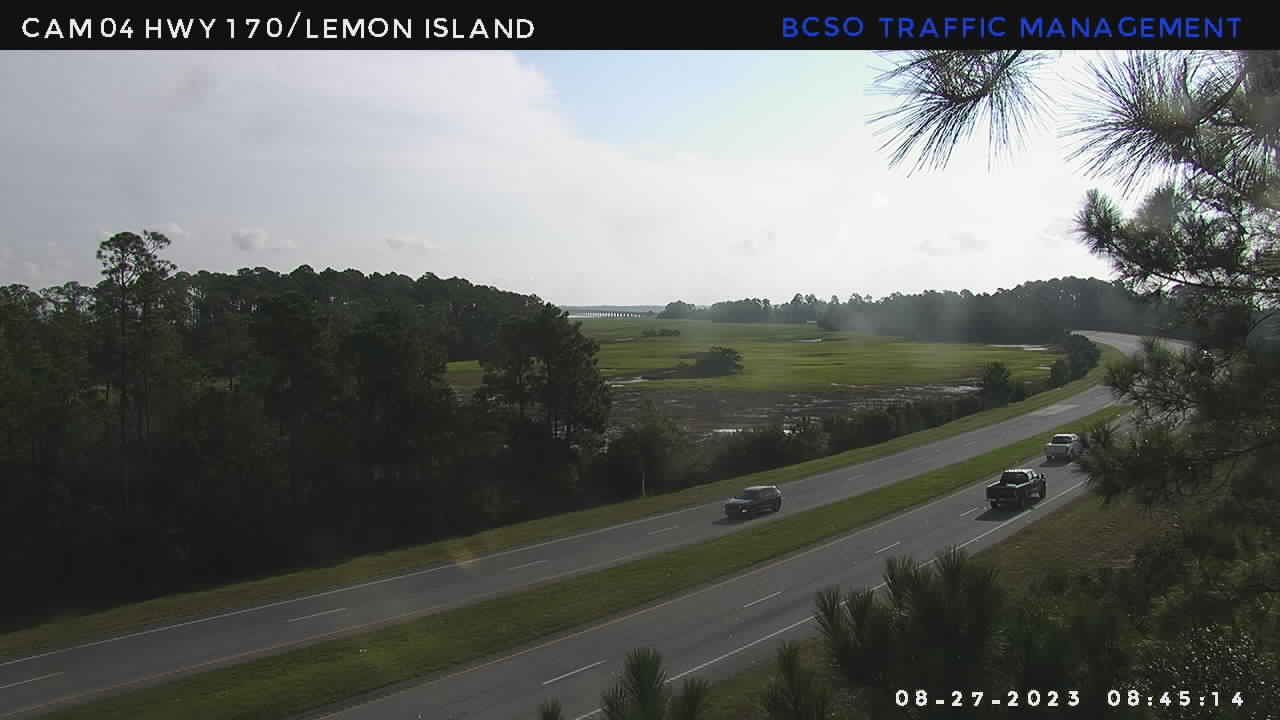 CAM04 HWY 170/LEMON ISLAND
BCSO TRAFFIC MANAGEMENT
08-27-2023 08:45:14